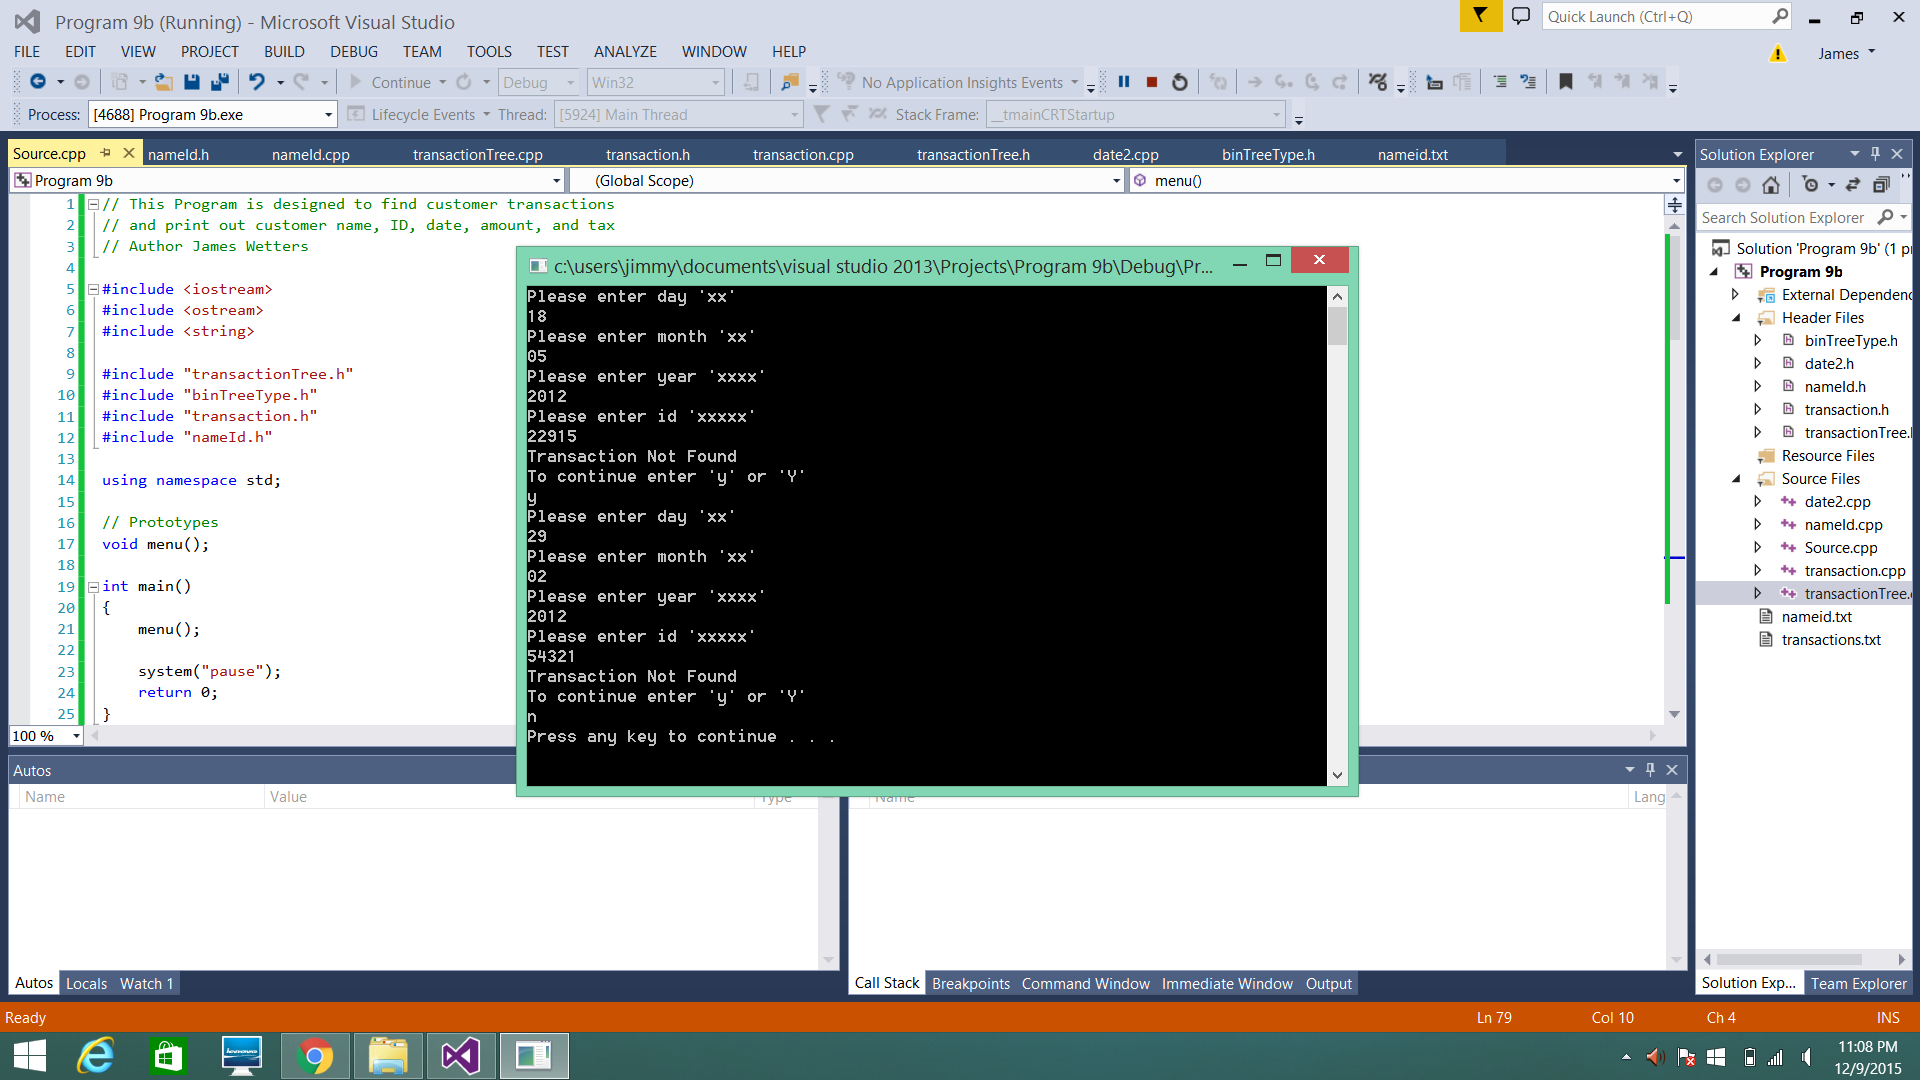 Program 9b (Running) - Microsoft Visual Studio
Quick Launch (Ctrl+Q)
FILE EDIT VIEW PROJECT BUILD DEBUG TEAM TOOLS TEST ANALYZE WINDOW HELP
James
Continue Debug Win32 No Application Insights Events
Process: [4688] Program 9b.exe Lifecycle Events Thread: [5924] Main Thread Stack Frame: __tmainCRTStartup
Source.cpp nameId.h nameId.cpp transactionTree.cpp transaction.h transaction.cpp transactionTree.h date2.cpp binTreeType.h nameid.txt
Program 9b (Global Scope) menu()
1 // This Program is designed to find customer transactions
2 // and print out customer name, ID, date, amount, and tax
3 // Author James Wetters
4
5 #include <iostream>
6 #include <ostream>
7 #include <string>
8
9 #include "transactionTree.h"
10 #include "binTreeType.h"
11 #include "transaction.h"
12 #include "nameId.h"
13
14 using namespace std;
15
16 // Prototypes
17 void menu();
18
19 int main()
20 {
21 menu();
22
23 system("pause");
24 return 0;
25 }
100 %
c:\users\jimmy\documents\visual studio 2013\Projects\Program 9b\Debug\Pr...
Please enter day 'xx'
18
Please enter month 'xx'
05
Please enter year 'xxxx'
2012
Please enter id 'xxxxx'
22915
Transaction Not Found
To continue enter 'y' or 'Y'
y
Please enter day 'xx'
29
Please enter month 'xx'
02
Please enter year 'xxxx'
2012
Please enter id 'xxxxx'
54321
Transaction Not Found
To continue enter 'y' or 'Y'
n
Press any key to continue . . .
Solution Explorer
Search Solution Explorer
Solution 'Program 9b' (1 pr
Program 9b
External Dependenc
Header Files
binTreeType.h
date2.h
nameId.h
transaction.h
transactionTree.
Resource Files
Source Files
date2.cpp
nameId.cpp
Source.cpp
transaction.cpp
transactionTree.c
nameid.txt
transactions.txt
Solution Exp... Team Explorer
Autos
Name Value Type
Autos Locals Watch 1
Name Lang
Call Stack Breakpoints Command Window Immediate Window Output
Ready Ln 79 Col 10 Ch 4 INS
lenovo
11:08 PM
12/9/2015